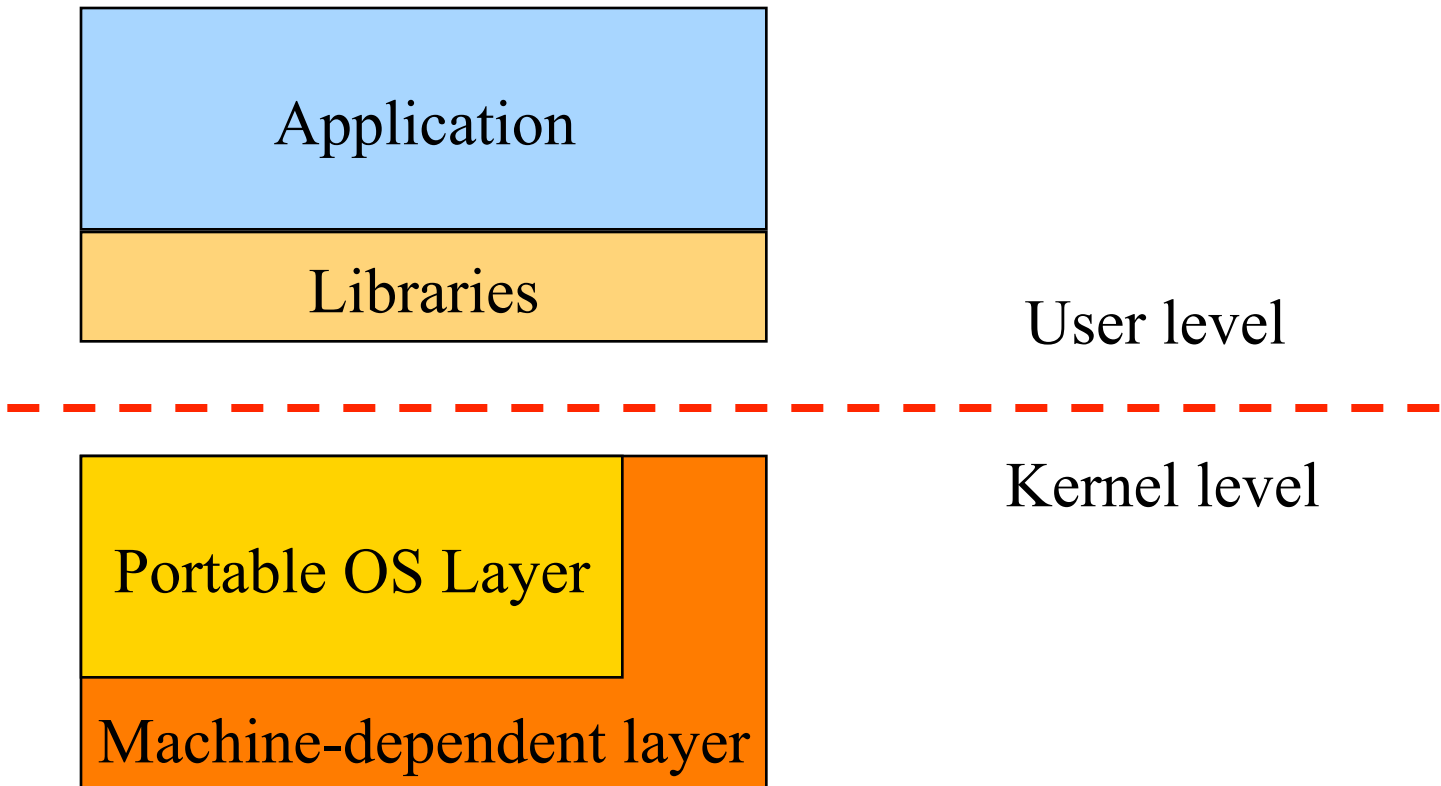 Application
Libraries
User level
Kernel level
Portable OS Layer
Machine-dependent layer